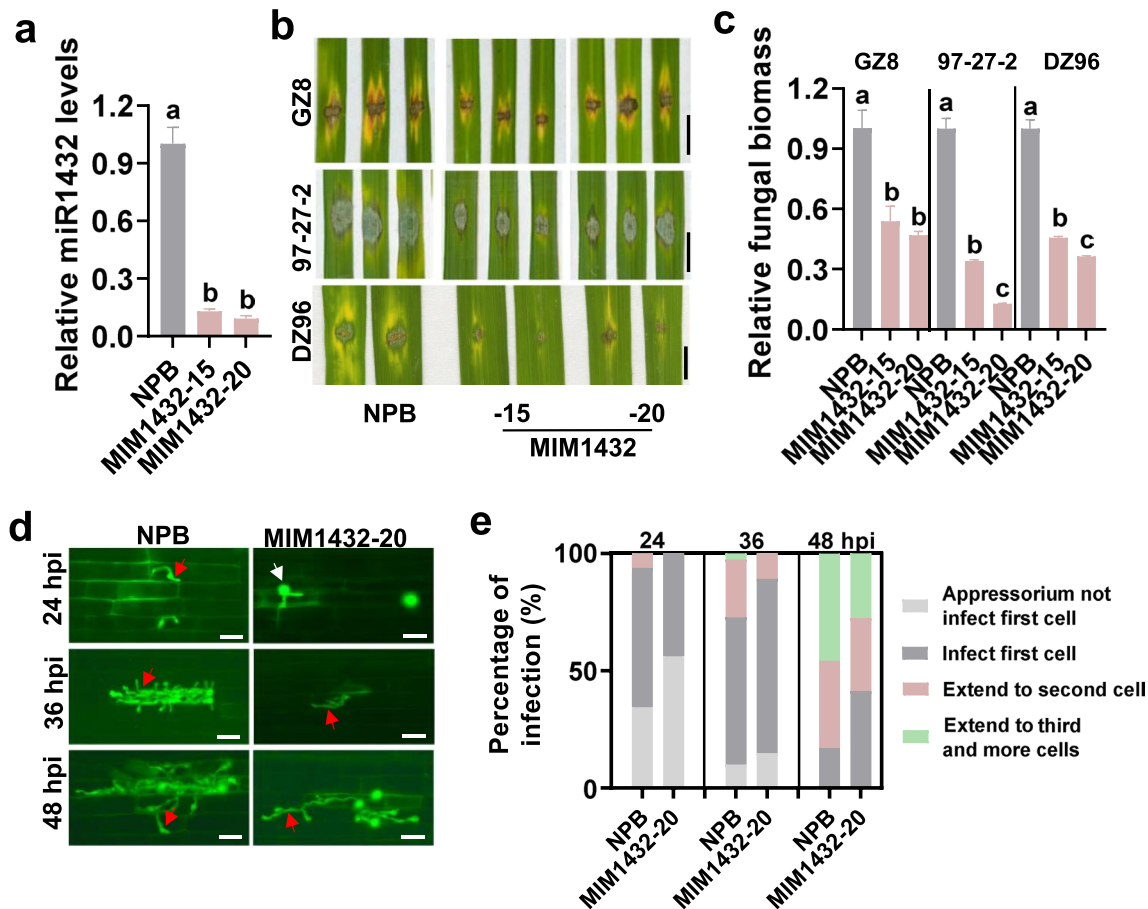 a
Relative miR1432 levels
1.2
0.9
0.6
0.3
0.0
a
b
b
NPB
MIM1432-15
MIM1432-20
b
GZ8
97-27-2
DZ96
NPB
-15
-20
MIM1432
c
Relative fungal biomass
GZ8
97-27-2
DZ96
1.2
0.9
0.6
0.3
0.0
a
b
b
a
b
c
a
b
c
NPB
MIM1432-15
MIM1432-20
NPB
MIM1432-15
MIM1432-20
NPB
MIM1432-15
MIM1432-20
d
NPB
MIM1432-20
24 hpi
36 hpi
48 hpi
e
Percentage of
infection (%)
24
36
48 hpi
100
50
0
NPB
MIM1432-20
NPB
MIM1432-20
NPB
MIM1432-20
Appressorium not
infect first cell
Infect first cell
Extend to second cell
Extend to third
and more cells